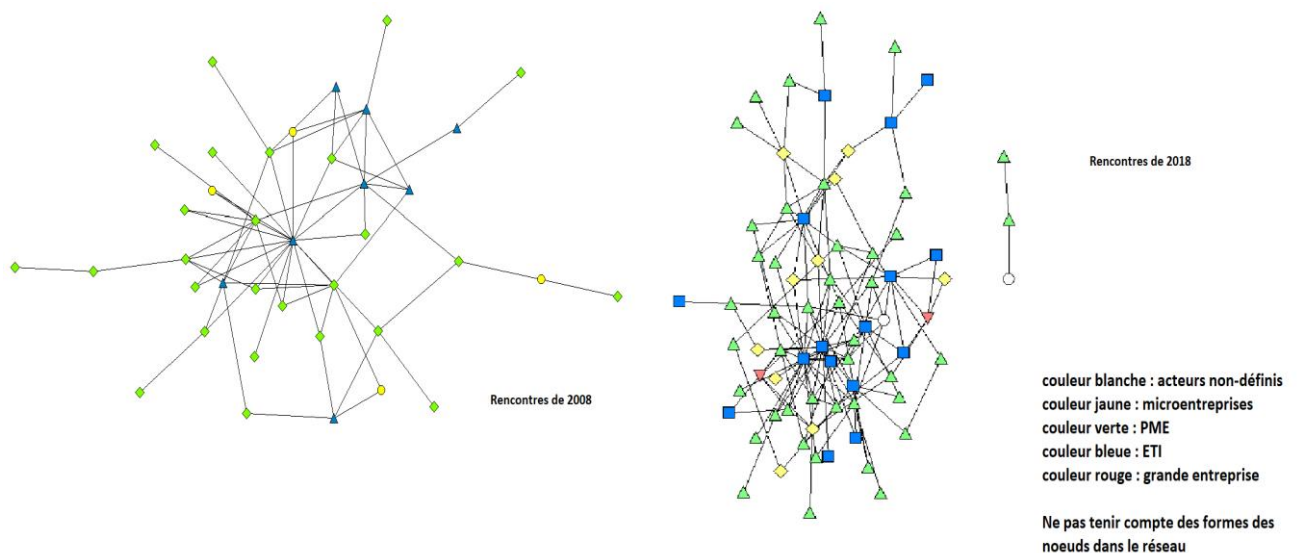 Rencontres de 2008
Rencontres de 2018
couleur blanche : acteurs non-définis
couleur jaune : microentreprises
couleur verte : PME
couleur bleue : ETI
couleur rouge : grande entreprise
Ne pas tenir compte des formes des
noeuds dans le réseau